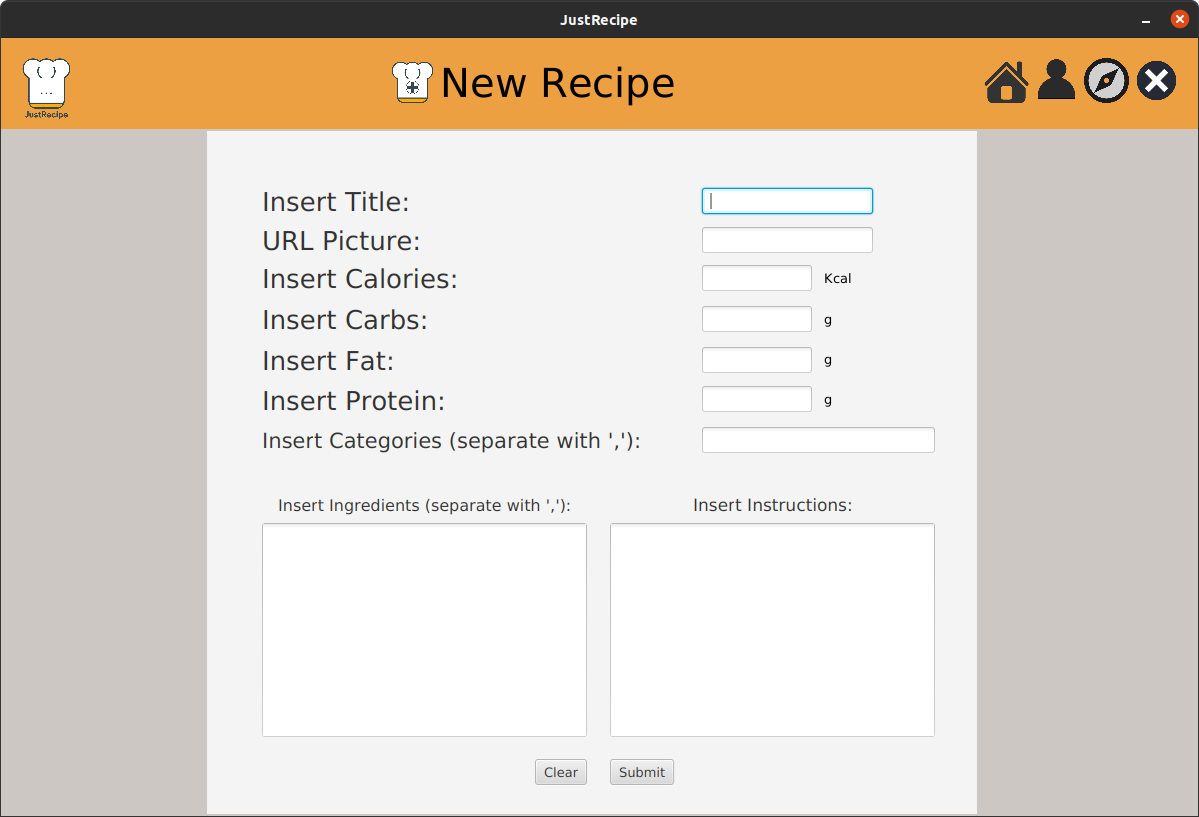 JustRecipe
JustRecipe
New Recipe
Insert Title:
URL Picture:
Insert Calories: Kcal
Insert Carbs: g
Insert Fat: g
Insert Protein: g
Insert Categories (separate with ','):
Insert Ingredients (separate with ','): Insert Instructions:
Clear Submit